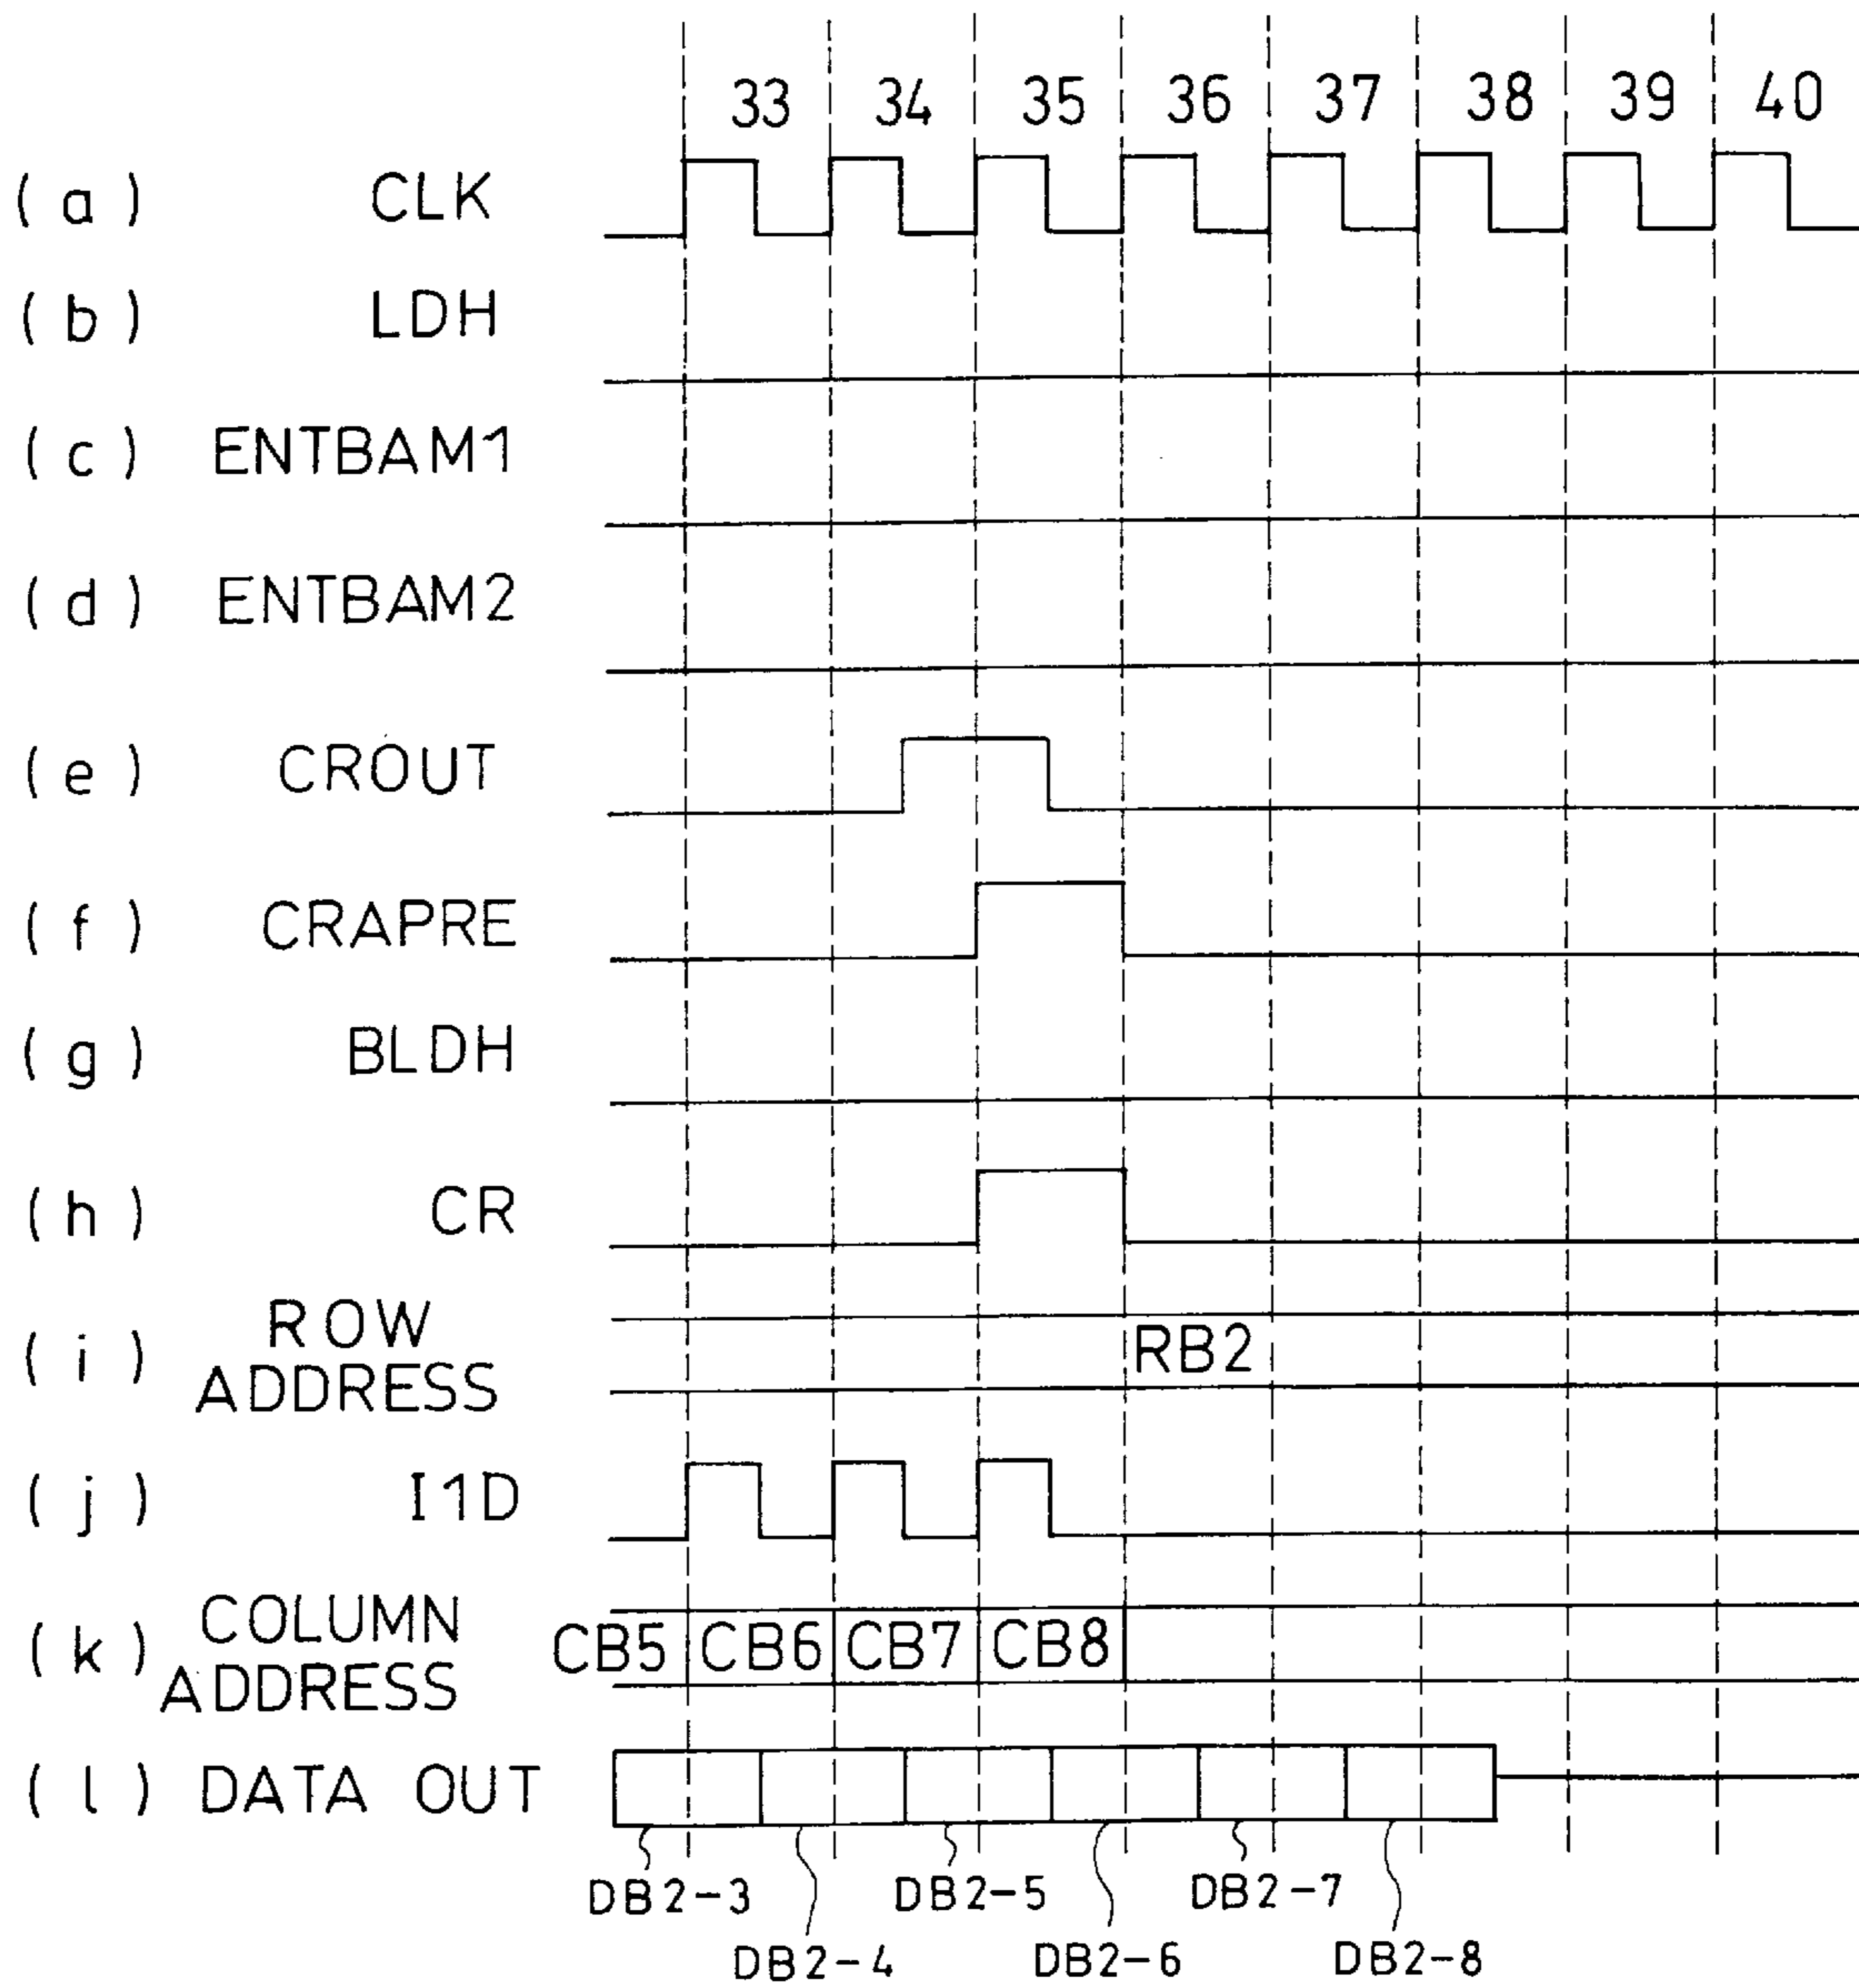 33 34 35 36 37 38 39 40
(a) CLK
(b) LDH
(c) ENTBAM1
(d) ENTBAM2
(e) CROUT
(f) CRAPRE
(g) BLDH
(h) CR
(i) ROW ADDRESS RB2
(j) I1D
(k) COLUMN ADDRESS CB5 CB6 CB7 CB8
(l) DATA OUT
DB2-3 DB2-5 DB2-7
DB2-4 DB2-6 DB2-8